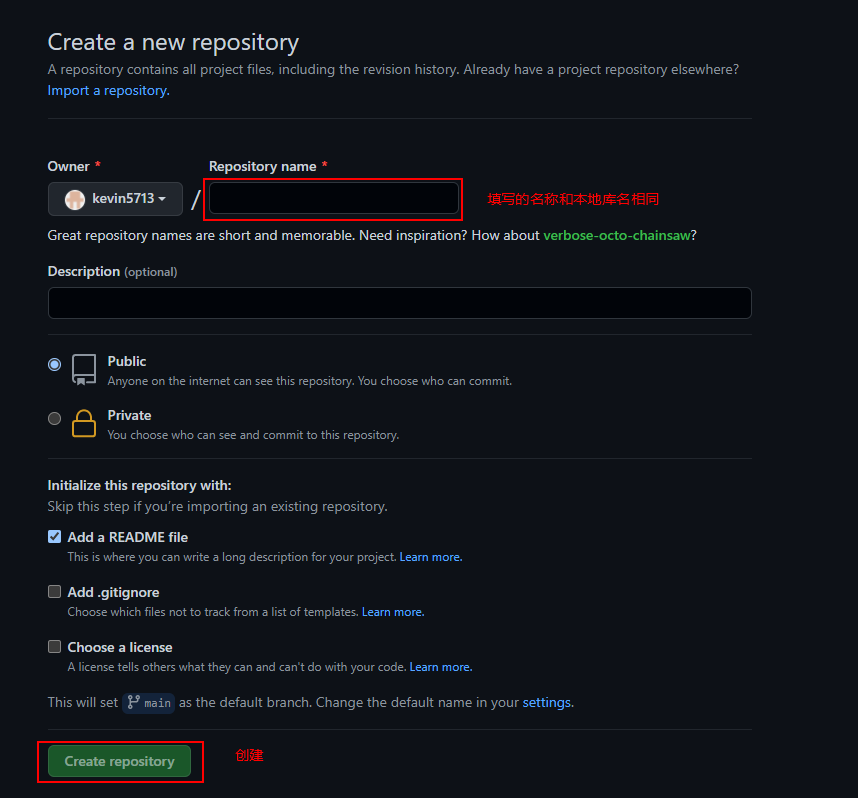 Create a new repository
A repository contains all project files, including the revision history. Already have a project repository elsewhere?
Import a repository.
Owner *
Repository name *
kevin5713
/
填写的名称和本地库名相同
Great repository names are short and memorable. Need inspiration? How about verbose-octo-chainsaw?
Description (optional)
Public
Anyone on the internet can see this repository. You choose who can commit.
Private
You choose who can see and commit to this repository.
Initialize this repository with:
Skip this step if you're importing an existing repository.
Add a README file
This is where you can write a long description for your project. Learn more.
Add .gitignore
Choose which files not to track from a list of templates. Learn more.
Choose a license
A license tells others what they can and can't do with your code. Learn more.
This will set main as the default branch. Change the default name in your settings.
Create repository
创建